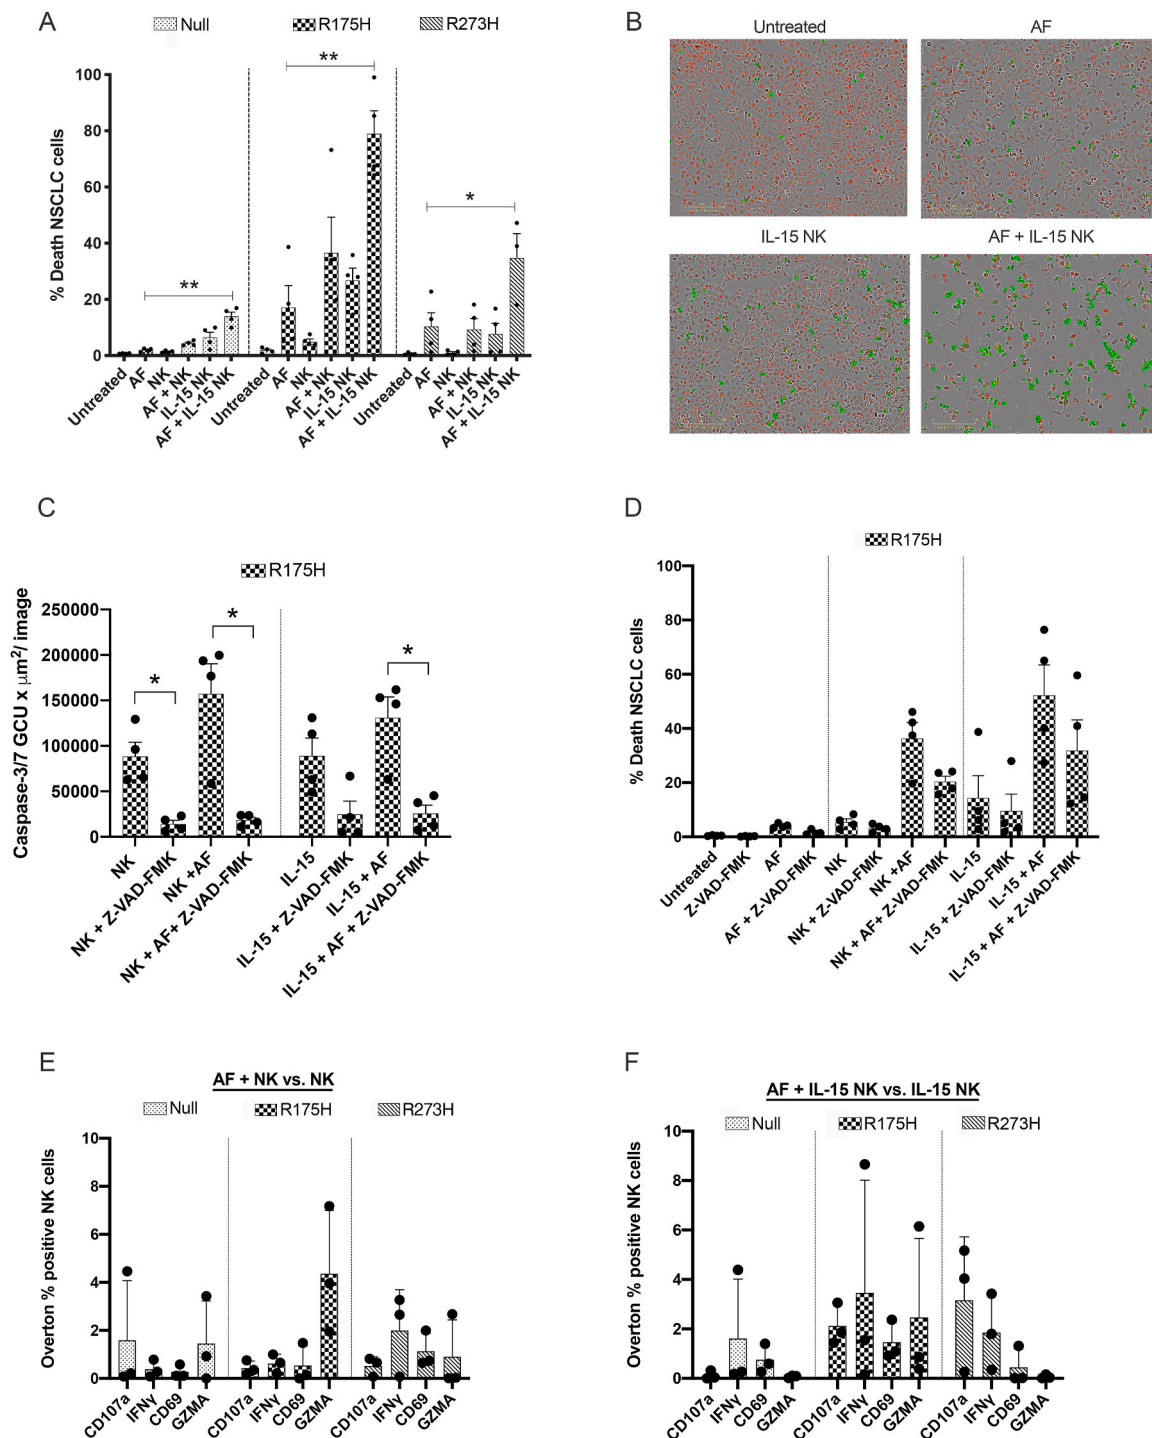 A
Null
R175H
R273H
% Death NSCLC cells
100
80
60
40
20
0
**
**
*
Untreated
AF
NK
AF + NK
IL-15 NK
AF + IL-15 NK
Untreated
AF
NK
AF + NK
IL-15 NK
AF + IL-15 NK
Untreated
AF
NK
AF + NK
IL-15 NK
AF + IL-15 NK
B
Untreated
AF
IL-15 NK
AF + IL-15 NK
C
R175H
Caspase-3/7 GCU x µm²/ image
250000
200000
150000
100000
50000
0
*
*
*
NK
NK + Z-VAD-FMK
NK +AF
NK + AF+ Z-VAD-FMK
IL-15
IL-15 + Z-VAD-FMK
IL-15 + AF
IL-15 + AF + Z-VAD-FMK
D
R175H
% Death NSCLC cells
100
80
60
40
20
0
Untreated
Z-VAD-FMK
AF
AF + Z-VAD-FMK
NK
NK + Z-VAD-FMK
NK +AF
NK + AF+ Z-VAD-FMK
IL-15
IL-15 + Z-VAD-FMK
IL-15 + AF
IL-15 + AF + Z-VAD-FMK
E
AF + NK vs. NK
Null
R175H
R273H
Overton % positive NK cells
10
8
6
4
2
0
CD107a
IFNγ
CD69
GZMA
CD107a
IFNγ
CD69
GZMA
CD107a
IFNγ
CD69
GZMA
F
AF + IL-15 NK vs. IL-15 NK
Null
R175H
R273H
Overton % positive NK cells
10
8
6
4
2
0
CD107a
IFNγ
CD69
GZMA
CD107a
IFNγ
CD69
GZMA
CD107a
IFNγ
CD69
GZMA